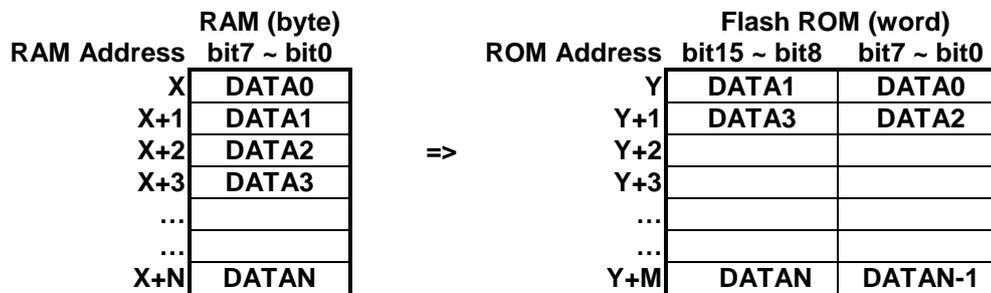 RAM (byte) Flash ROM (word)
RAM Address bit7 ~ bit0 ROM Address bit15 ~ bit8 bit7 ~ bit0
X DATA0 Y DATA1 DATA0
X+1 DATA1 Y+1 DATA3 DATA2
X+2 DATA2 => Y+2
X+3 DATA3 Y+3
... ...
... ...
X+N DATAN Y+M DATAN DATAN-1